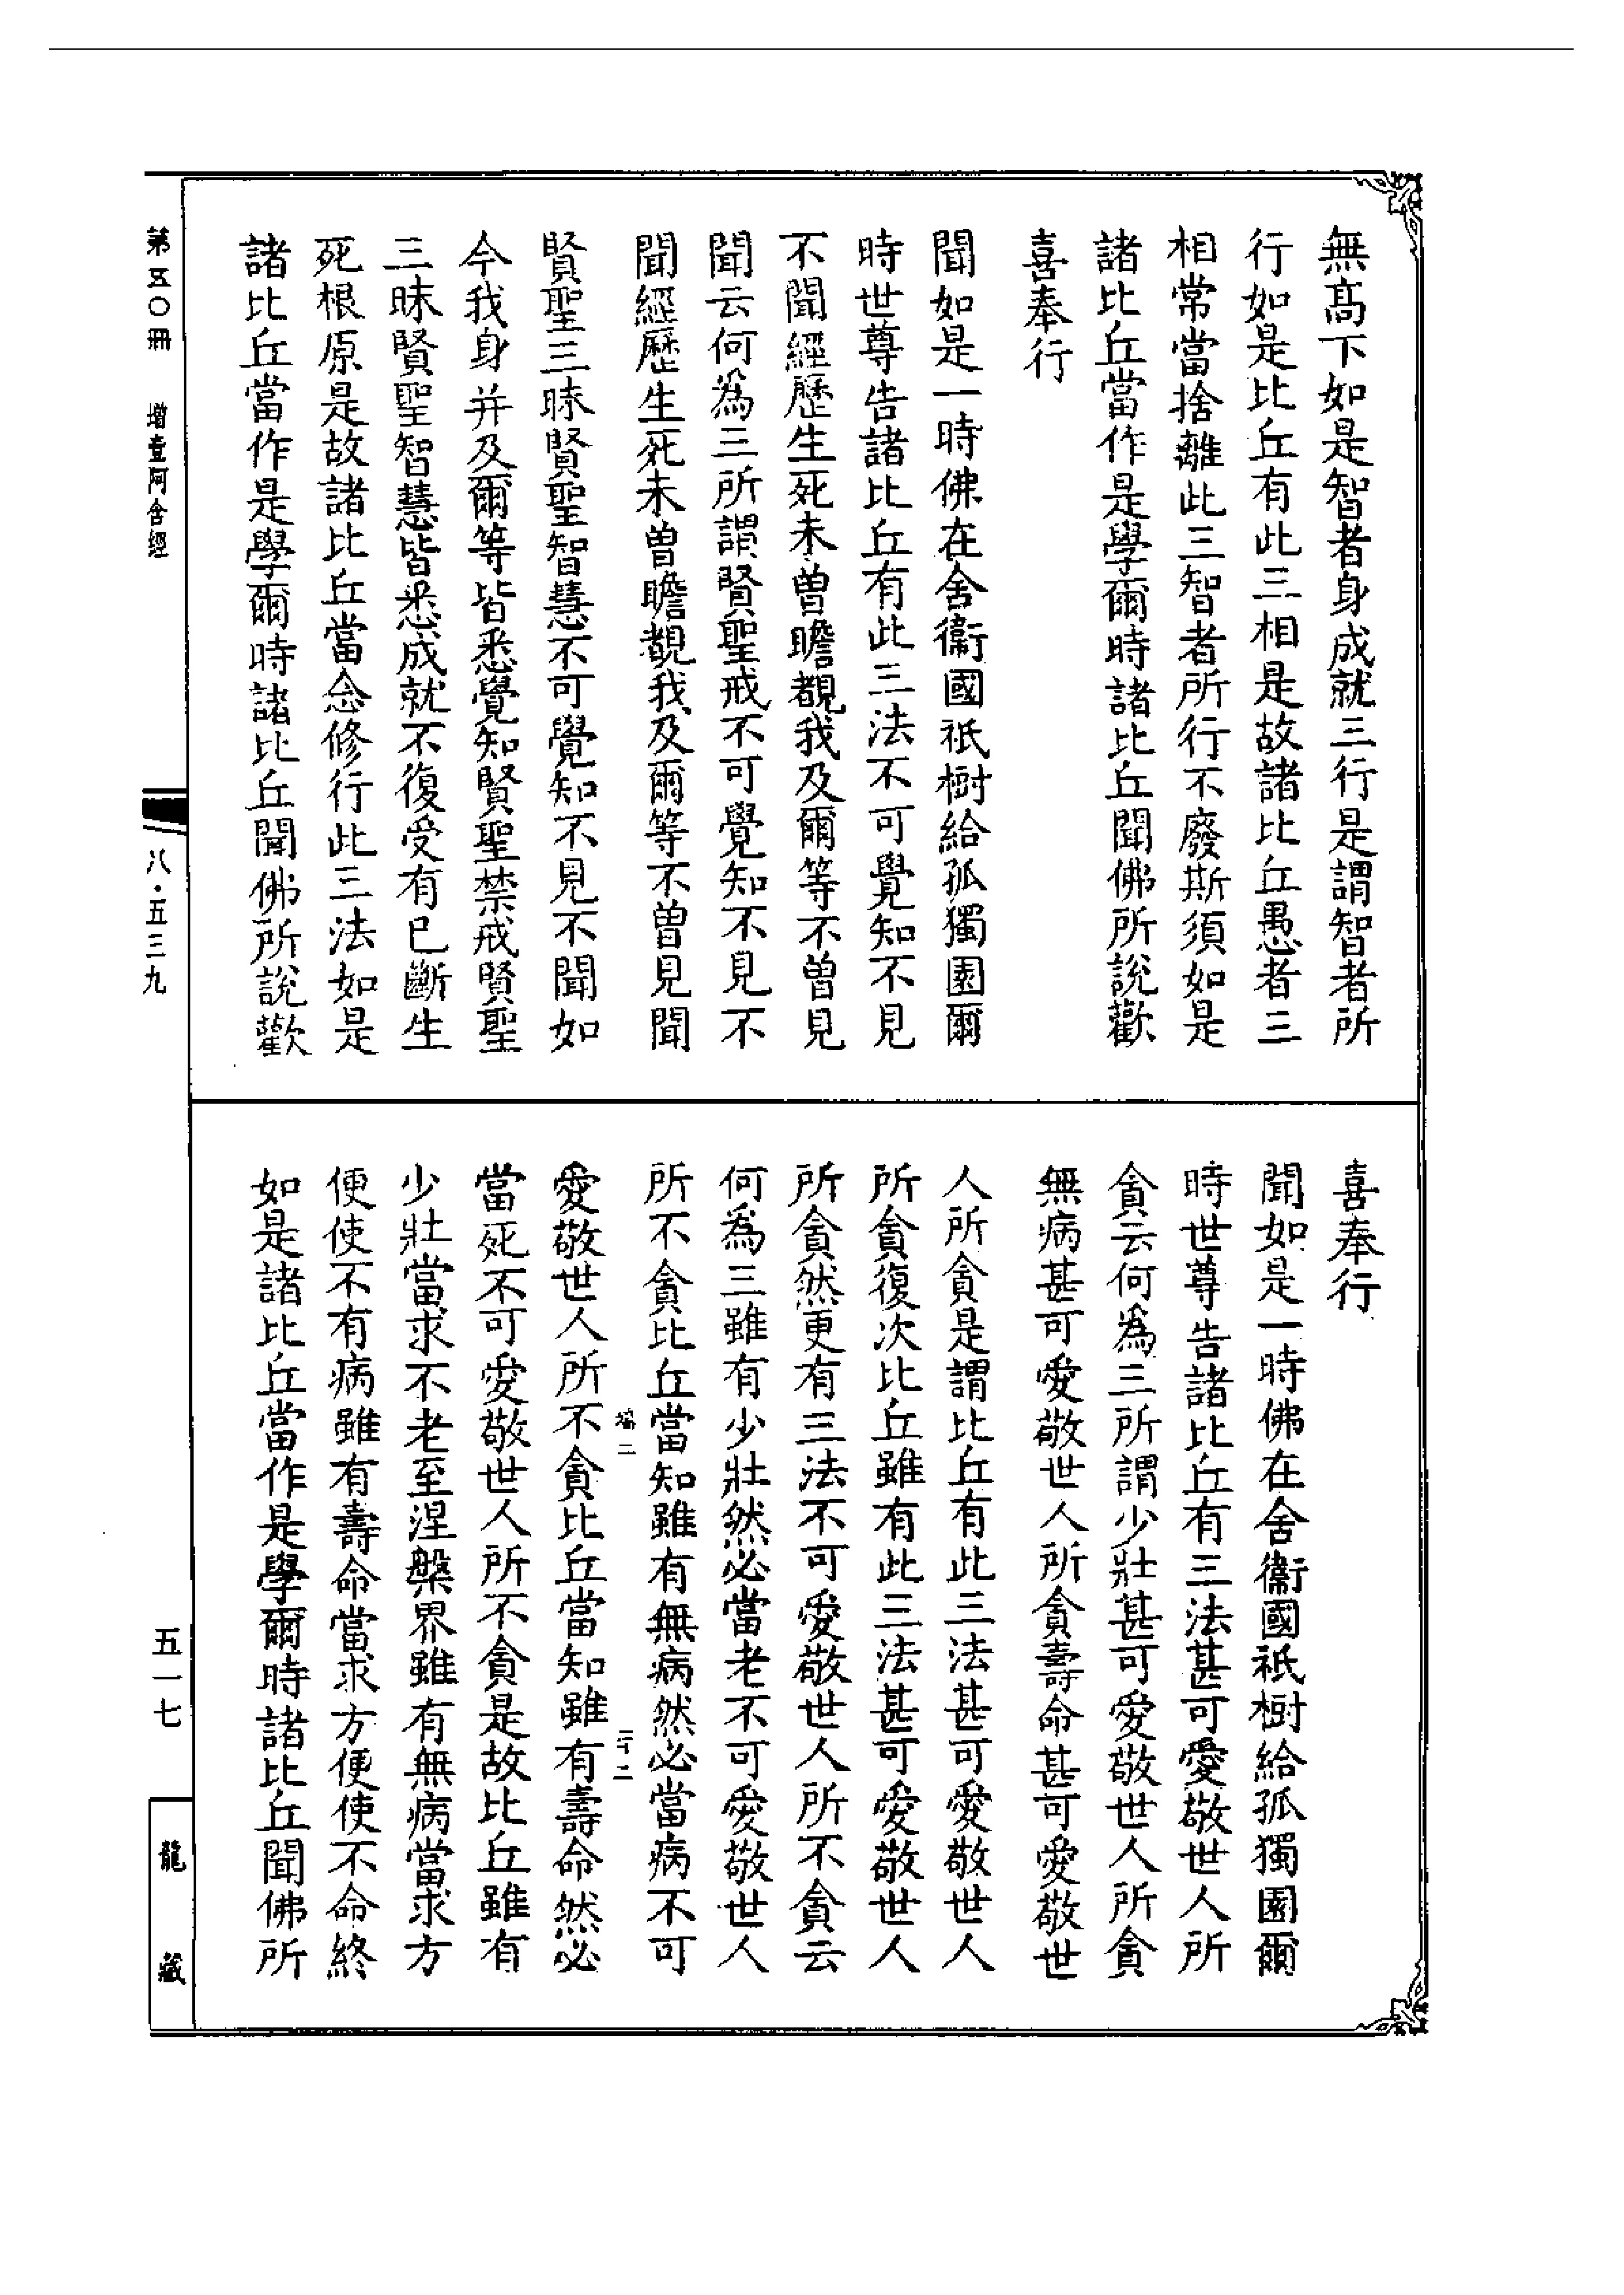 無高下如是智者身成就三行是謂智者所
行如是比丘有此三相是故諸比丘愚者三
相常當捨離此三智者所行不廢斯須如是
諸比丘當作是學爾時諸比丘聞佛所說歡
喜奉行
聞如是一時佛在舍衞國祇樹給孤獨園爾
時世尊告諸比丘有此三法不可覺知不見
不聞經歷生死未曾瞻覩我及爾等不曾見
聞云何為三所謂賢聖戒不可覺知不見不
聞經歷生死未曾瞻覩我及爾等不曾見聞
賢聖三昧賢聖智慧不可覺知不見不聞如
今我身并及爾等皆悉覺知賢聖禁戒賢聖
三昧賢聖智慧皆悉成就不復受有已斷生
死根原是故諸比丘當念修行此三法如是
諸比丘當作是學爾時諸比丘聞佛所說歡
喜奉行
聞如是一時佛在舍衞國祇樹給孤獨園爾
時世尊告諸比丘有三法甚可愛敬世人所
貪云何為三所謂少壯甚可愛敬世人所貪
無病甚可愛敬世人所貪壽命甚可愛敬世
人所貪是謂比丘有此三法甚可愛敬世人
所貪復次比丘雖有此三法甚可愛敬世人
所貪然更有三法不可愛敬世人所不貪云
何為三雖有少壯然必當老不可愛敬世人
所不貪比丘當知雖有無病然必當病不可
愛敬世人所不貪比丘當知雖有壽命然必
當死不可愛敬世人所不貪是故比丘雖有
少壯當求不老至涅槃界雖有無病當求方
便使不有病雖有壽命當求方便使不命終
如是諸比丘當作是學爾時諸比丘聞佛所
第五〇冊 增壹阿含經
八·五三九
五一七
龍藏